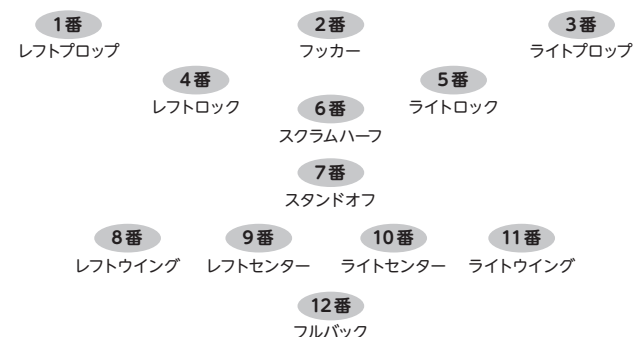 1番 2番 3番
レフトプロップ フッカー ライトプロップ
4番 5番
レフトロック ライトロック
6番
スクラムハーフ
7番
スタンドオフ
8番 9番 10番 11番
レフトウイング レフトセンター ライトセンター ライトウイング
12番
フルバック